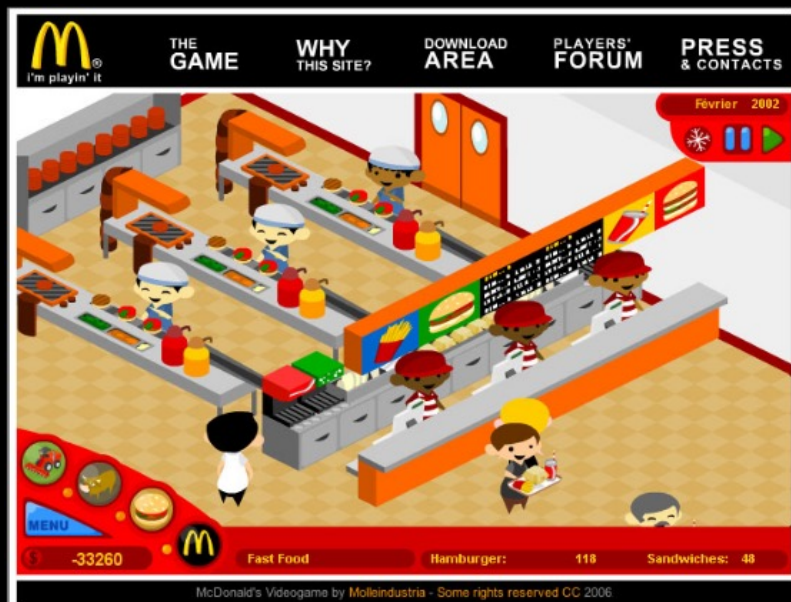 i'm playin' it
THE
GAME
WHY
THIS SITE?
DOWNLOAD
AREA
PLAYERS'
FORUM
PRESS
& CONTACTS
Février 2002
MENU
-33260
Fast Food
Hamburger: 118
Sandwiches: 48
McDonald's Videogame by Molleindustria - Some rights reserved CC 2006